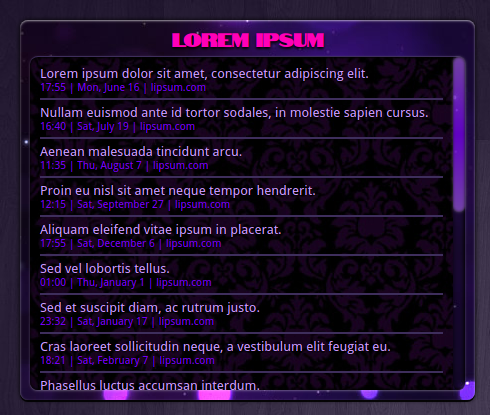 LOREM IPSUM
Lorem ipsum dolor sit amet, consectetur adipiscing elit.
17:55 | Mon, June 16 | lipsum.com
Nullam euismod ante id tortor sodales, in molestie sapien cursus.
16:40 | Sat, July 19 | lipsum.com
Aenean malesuada tincidunt arcu.
11:35 | Thu, August 7 | lipsum.com
Proin eu nisl sit amet neque tempor hendrerit.
12:15 | Sat, September 27 | lipsum.com
Aliquam eleifend vitae ipsum in placerat.
17:55 | Sat, December 6 | lipsum.com
Sed vel lobortis tellus.
01:00 | Thu, January 1 | lipsum.com
Sed et suscipit diam, ac rutrum justo.
23:32 | Sat, January 17 | lipsum.com
Cras laoreet sollicitudin neque, a vestibulum elit feugiat eu.
18:21 | Sat, February 7 | lipsum.com
Phasellus luctus accumsan interdum.